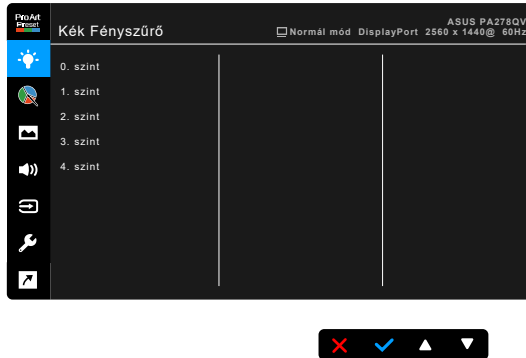 ProArt
Preset
Kék Fényszűrő
ASUS PA278QV
Normál mód DisplayPort 2560 x 1440@ 60Hz
0. szint
1. szint
2. szint
3. szint
4. szint